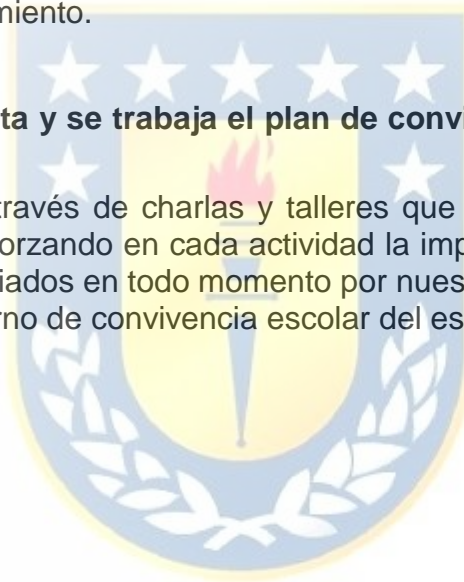 miento.
ta y se trabaja el plan de conv
través de charlas y talleres que
orzando en cada actividad la imp
iados en todo momento por nues
rno de convivencia escolar del es